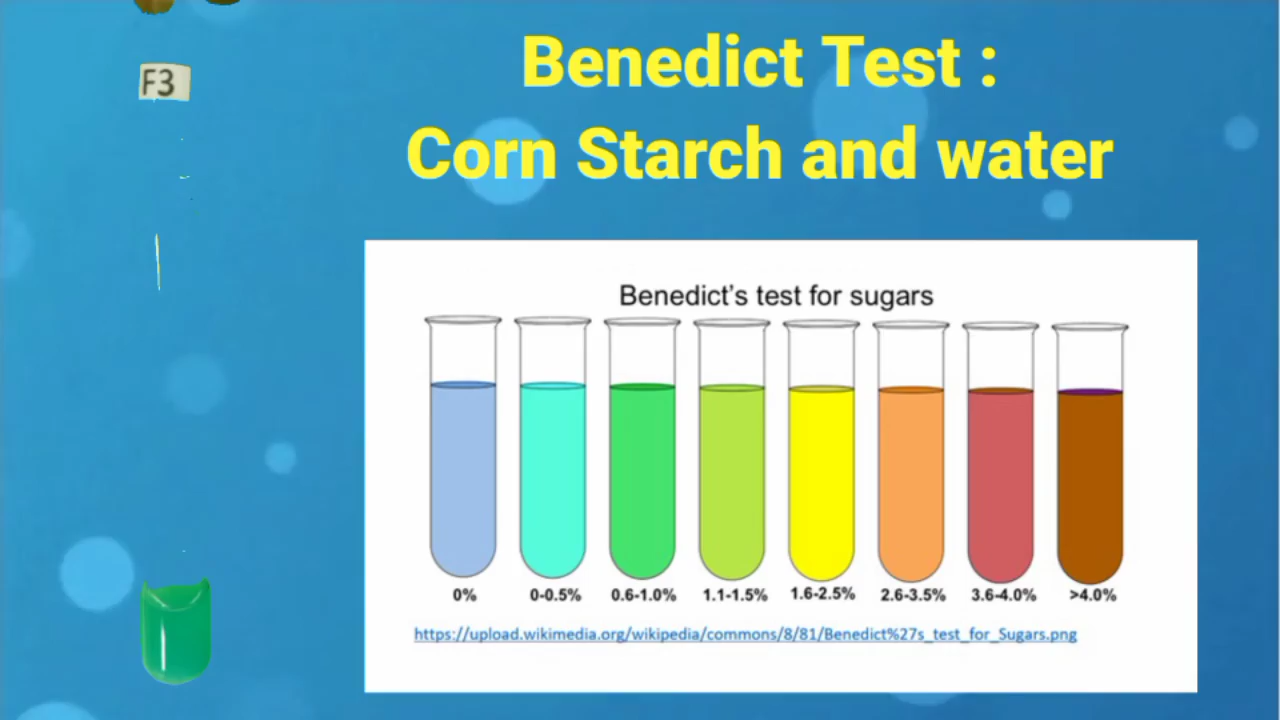 F3
Benedict Test :
Corn Starch and water
Benedict's test for sugars
0% 0-0.5% 0.6-1.0% 1.1-1.5% 1.6-2.5% 2.6-3.5% 3.6-4.0% >4.0%
https://upload.wikimedia.org/wikipedia/commons/8/81/Benedict%27s_test_for_Sugars.png